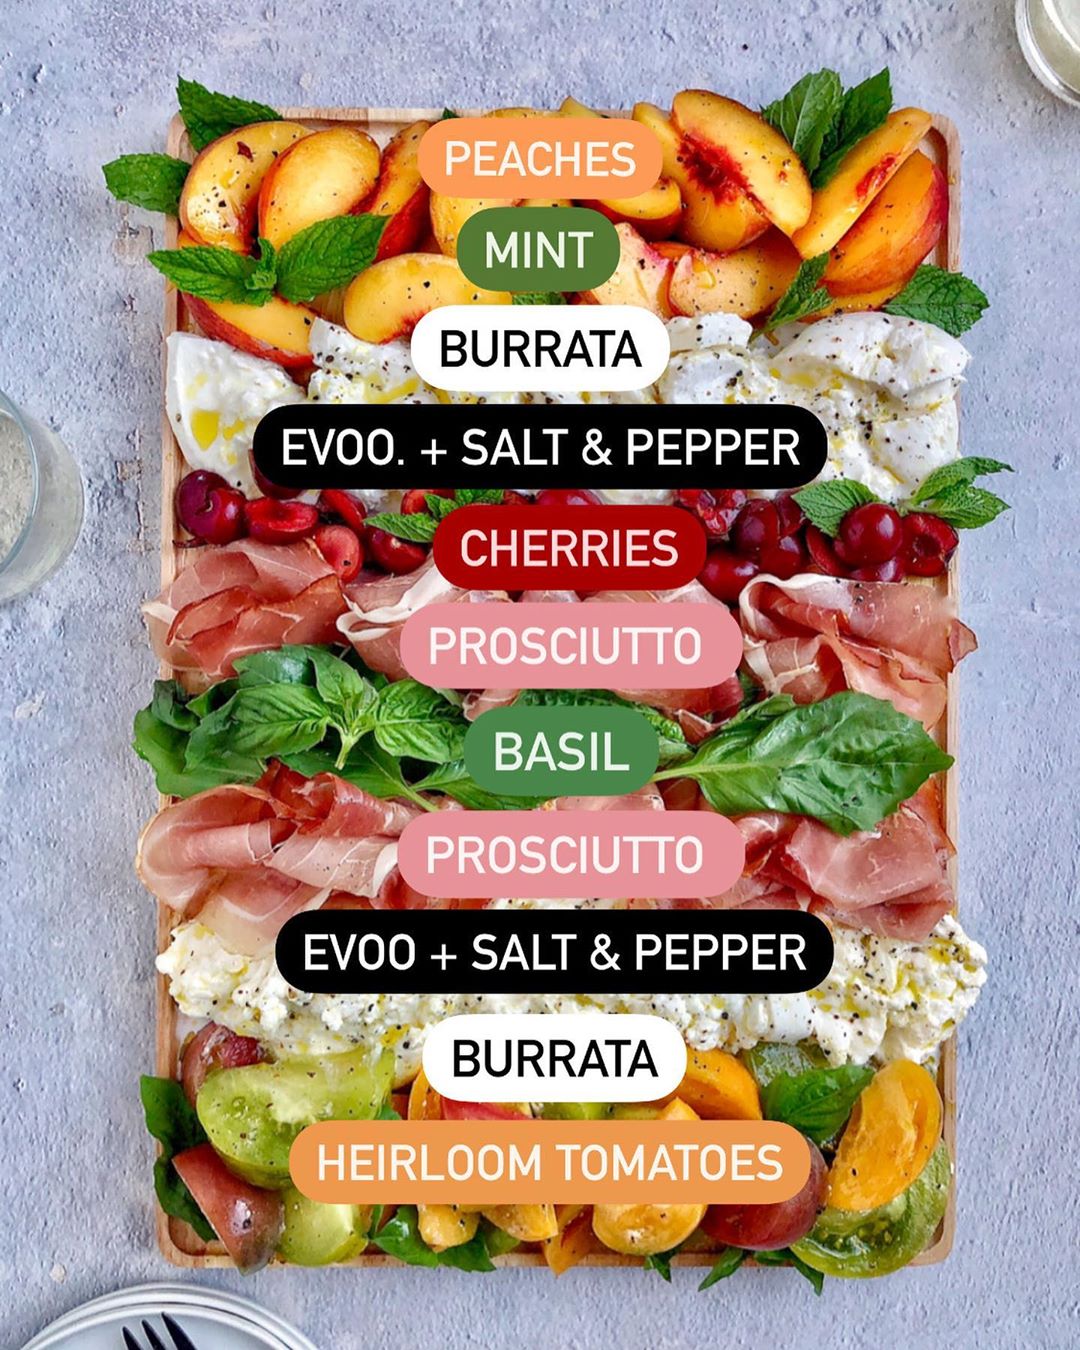 PEACHES
MINT
BURRATA
EVOO. + SALT & PEPPER
CHERRIES
PROSCIUTTO
BASIL
PROSCIUTTO
EVOO + SALT & PEPPER
BURRATA
HEIRLOOM TOMATOES